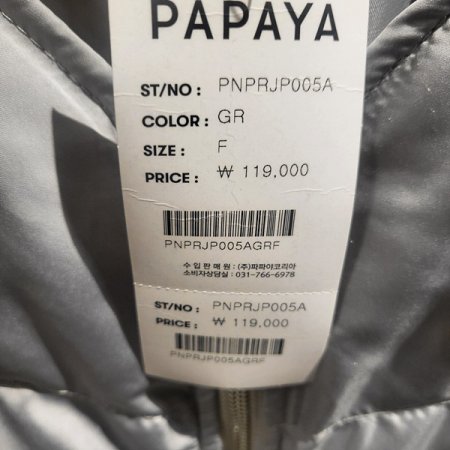 PAPAYA
ST/NO : PNPRJP005A
COLOR : GR
SIZE : F
PRICE : ₩ 119,000
PNPRJP005AGRF
수 입 판 매 원 : (주)파파야코리아
소비자상담실 : 031-766-6978
ST/NO : PNPRJP005A
PRICE : ₩ 119,000
PNPRJP005AGRF